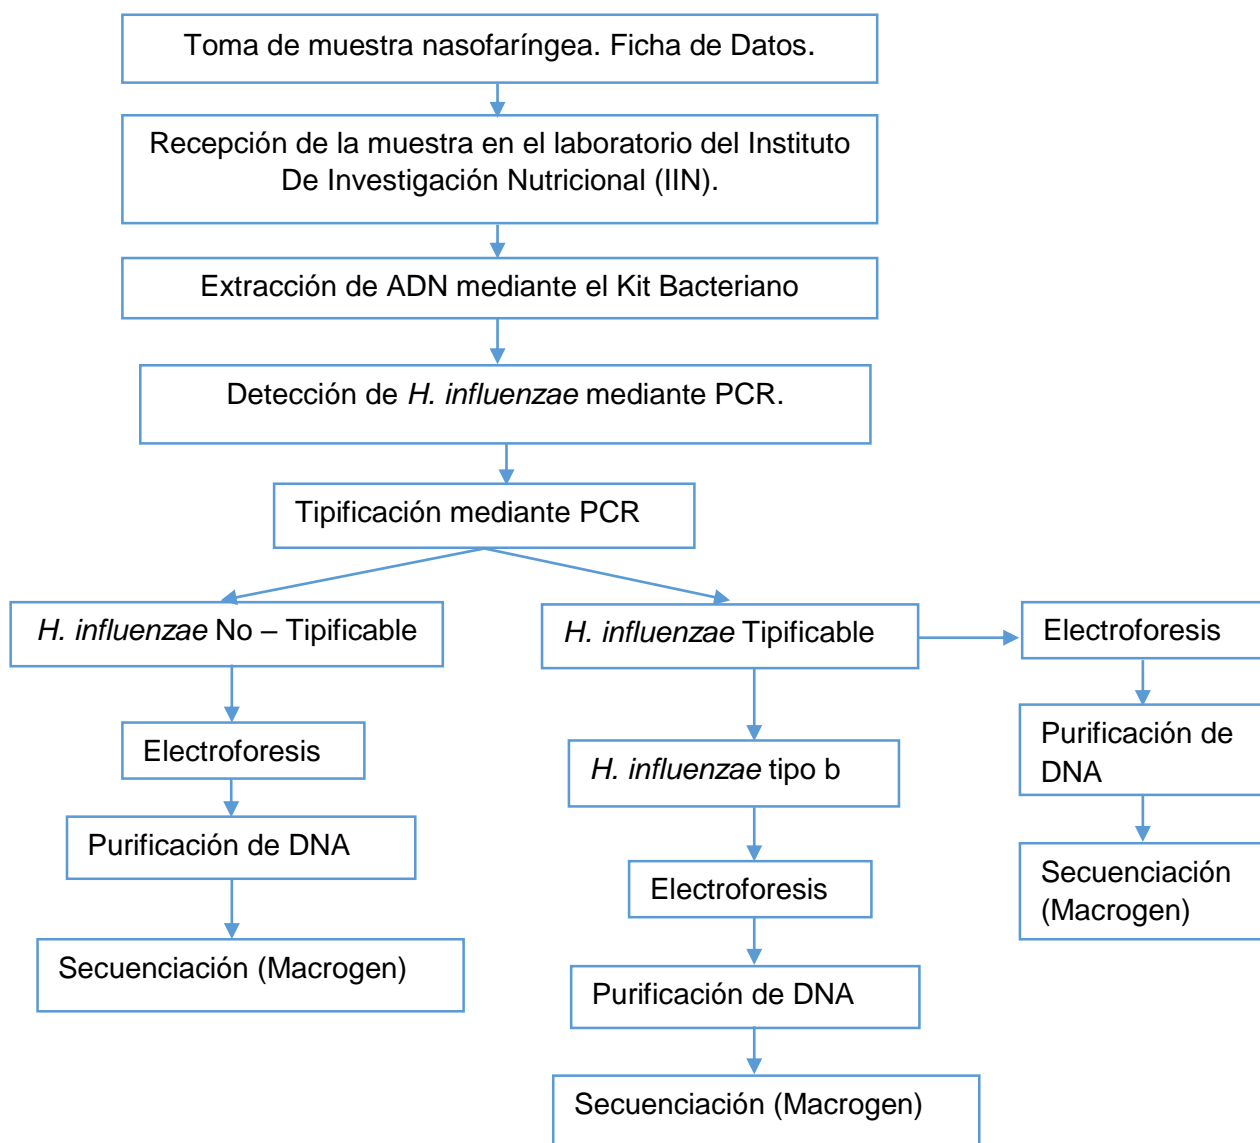 Toma de muestra nasofaríngea. Ficha de Datos.
Recepción de la muestra en el laboratorio del Instituto
De Investigación Nutricional (IIN).
Extracción de ADN mediante el Kit Bacteriano
Detección de H. influenzae mediante PCR.
Tipificación mediante PCR
H. influenzae No – Tipificable
Electroforesis
Purificación de DNA
Secuenciación (Macrogen)
H. influenzae Tipificable
H. influenzae tipo b
Electroforesis
Purificación de DNA
Secuenciación (Macrogen)
Electroforesis
Purificación de
DNA
Secuenciación
(Macrogen)